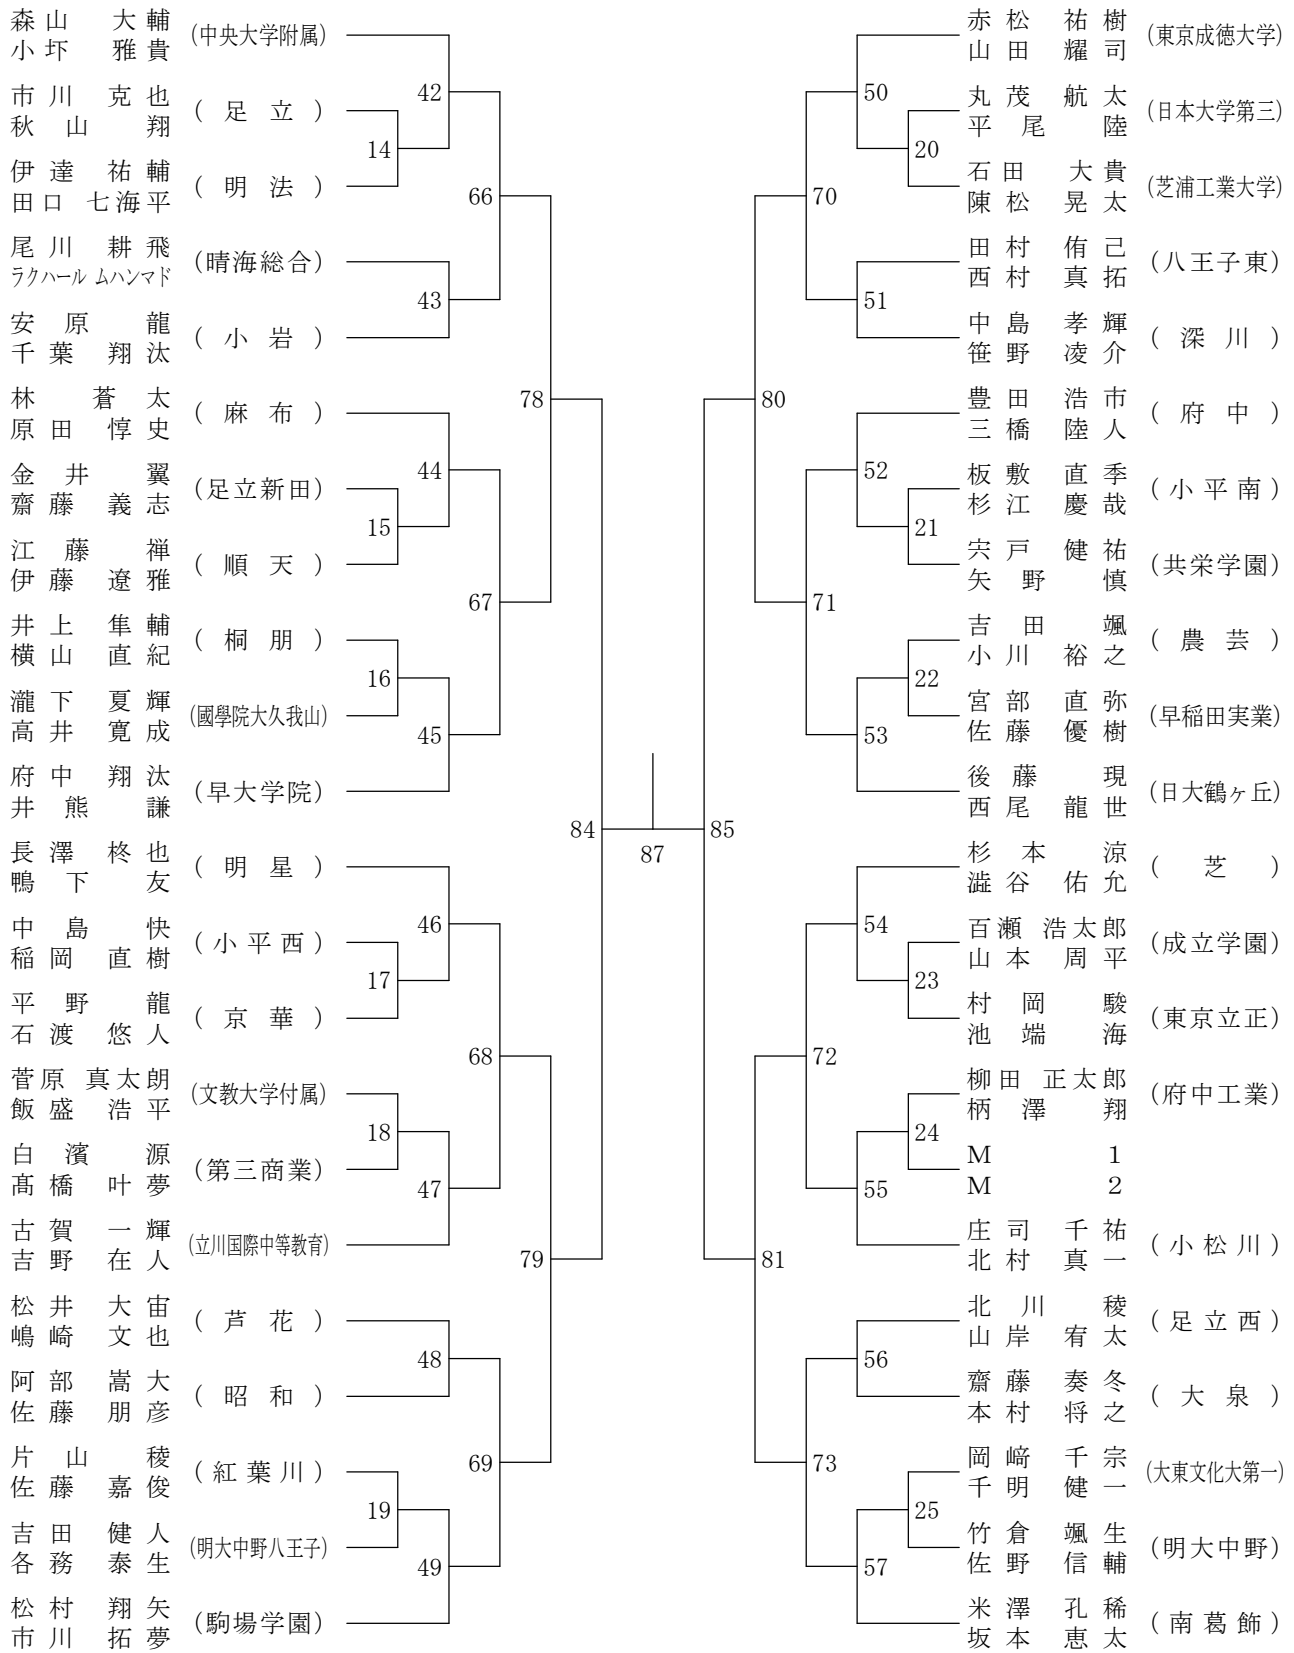 森山 大輔
小坏 雅貴
(中央大学附属)
市川 克也
秋山 翔
(足立)
伊達 祐輔
田口 七海平
(明法)
尾川 耕飛
ラクハール ムハンマド
(晴海総合)
安原 龍
千葉 翔汰
(小岩)
林 蒼太
原田 惇史
(麻布)
金井 翼
齋藤 義志
(足立新田)
江藤 禅
伊藤 遼雅
(順天)
井上 隼輔
横山 直紀
(桐朋)
瀧下 夏輝
高井 寛成
(國學院大久我山)
府中 翔汰
井熊 謙
(早大学院)
長澤 柊也
鴨下 友
(明星)
中島 快
稲岡 直樹
(小平西)
平野 龍
石渡 悠人
(京華)
菅原 真太朗
飯盛 浩平
(文教大学付属)
白濱 源
髙橋 叶夢
(第三商業)
古賀 一輝
吉野 在人
(立川国際中等教育)
松井 大宙
嶋崎 文也
(芦花)
阿部 嵩大
佐藤 朋彦
(昭和)
片山 稜
佐藤 嘉俊
(紅葉川)
吉田 健人
各務 泰生
(明大中野八王子)
松村 翔矢
市川 拓夢
(駒場学園)
42
14
66
43
78
44
15
67
16
45
84
46
17
68
18
47
79
48
69
19
49
87
85
50
20
70
51
80
52
21
71
22
53
54
23
72
24
55
81
56
73
25
57
赤松 祐樹
山田 耀司
(東京成徳大学)
丸茂 航太
平尾 陸
(日本大学第三)
石田 大貴
陳松 晃太
(芝浦工業大学)
田村 侑己
西村 真拓
(八王子東)
中島 孝輝
笹野 凌介
(深川)
豊田 浩市
三橋 陸人
(府中)
板敷 直季
杉江 慶哉
(小平南)
宍戸 健祐
矢野 慎
(共栄学園)
吉田 颯
小川 裕之
(農芸)
宮部 直弥
佐藤 優樹
(早稲田実業)
後藤 現
西尾 龍世
(日大鶴ヶ丘)
杉本 涼
澁谷 佑允
(芝)
百瀬 浩太郎
山本 周平
(成立学園)
村岡 駿
池端 海
(東京立正)
柳田 正太郎
柄澤 翔
(府中工業)
M 1
M 2
庄司 千祐
北村 真一
(小松川)
北川 稜
山岸 宥太
(足立西)
齋藤 奏冬
本村 将之
(大泉)
岡﨑 千宗
千明 健一
(大東文化大第一)
竹倉 颯生
佐野 信輔
(明大中野)
米澤 孔稀
坂本 恵太
(南葛飾)